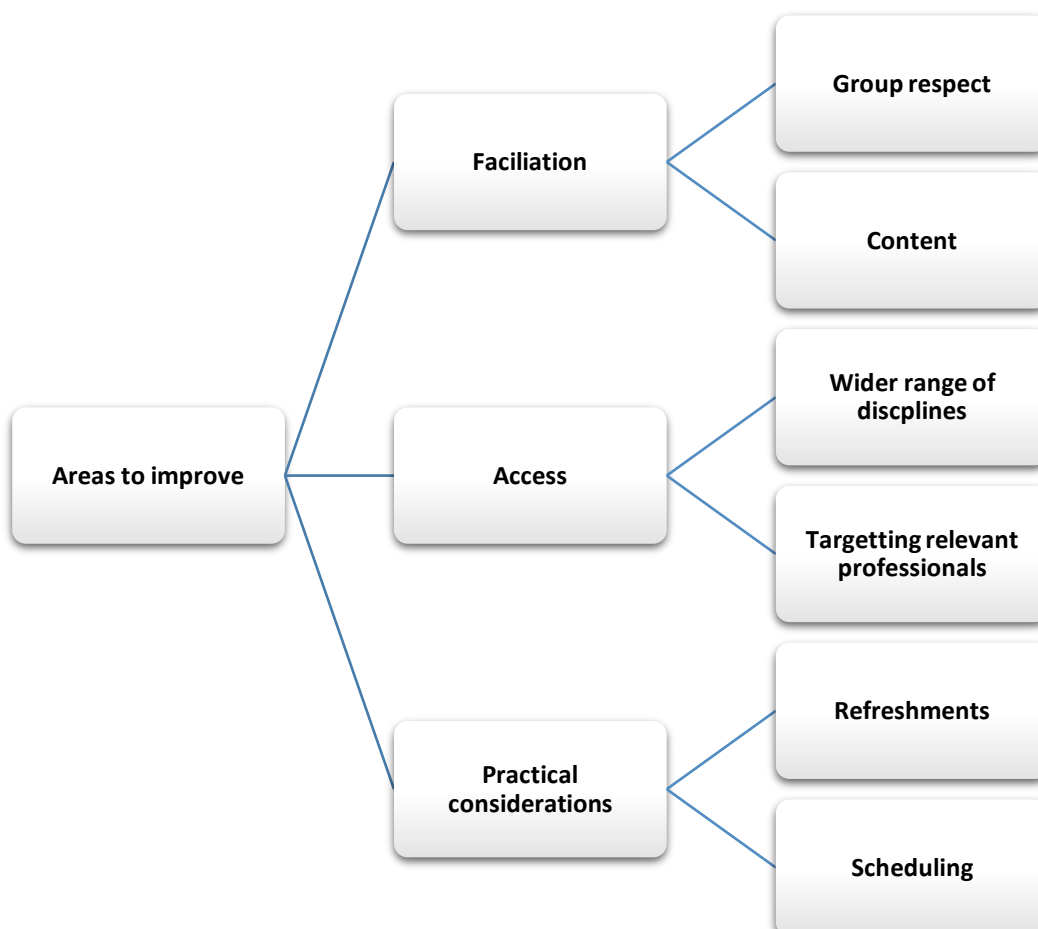 Group respect
Faciliation
Content
Wider range of
discplines
Areas to improve
Access
Targetting relevant
professionals
Refreshments
Practical
considerations
Scheduling